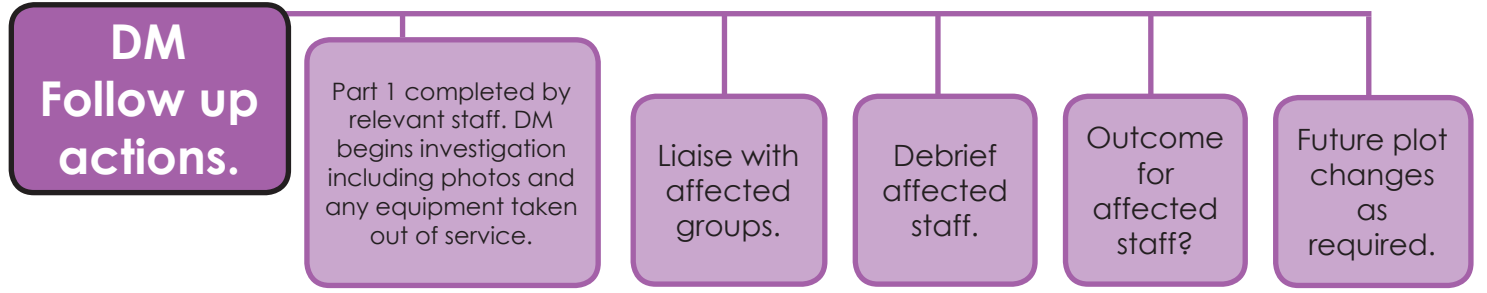 DM
Follow up
actions.
Part 1 completed by
relevant staff. DM
begins investigation
including photos and
any equipment taken
out of service.
Liaise with
affected
groups.
Debrief
affected
staff.
Outcome
for
affected
staff?
Future plot
changes
as
required.